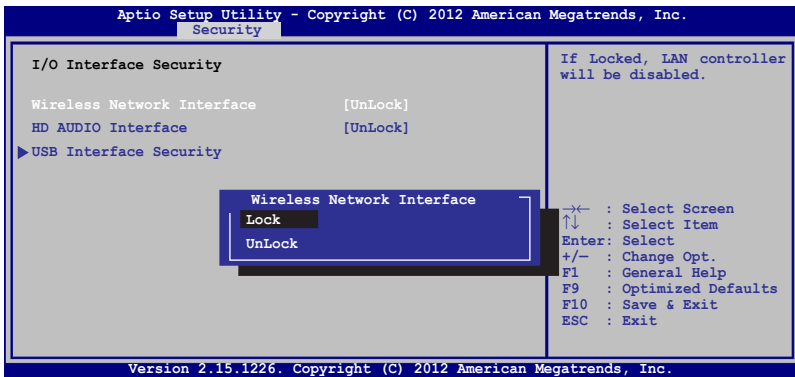 Aptio Setup Utility - Copyright (C) 2012 American Megatrends, Inc.
Security
I/O Interface Security
Wireless Network Interface [UnLock]
HD AUDIO Interface [UnLock]
USB Interface Security
Wireless Network Interface
Lock
UnLock
If Locked, LAN controller
will be disabled.
→← : Select Screen
↑↓ : Select Item
Enter: Select
+/— : Change Opt.
F1 : General Help
F9 : Optimized Defaults
F10 : Save & Exit
ESC : Exit
Version 2.15.1226. Copyright (C) 2012 American Megatrends, Inc.